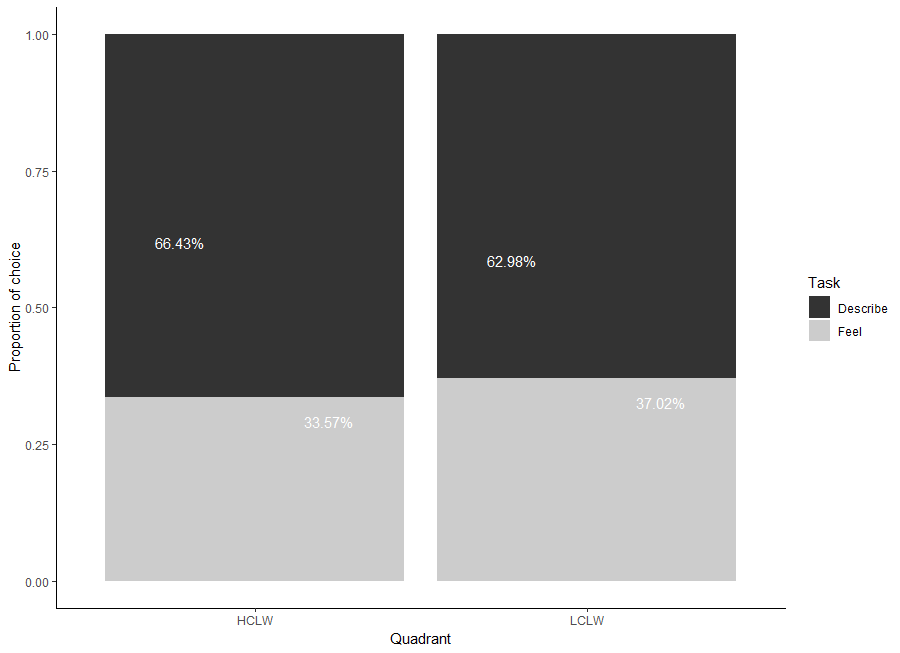 1.00
0.75
0.50
0.25
0.00
Proportion of choice
66.43%
62.98%
33.57%
37.02%
HCLW
LCLW
Quadrant
Task
Describe
Feel